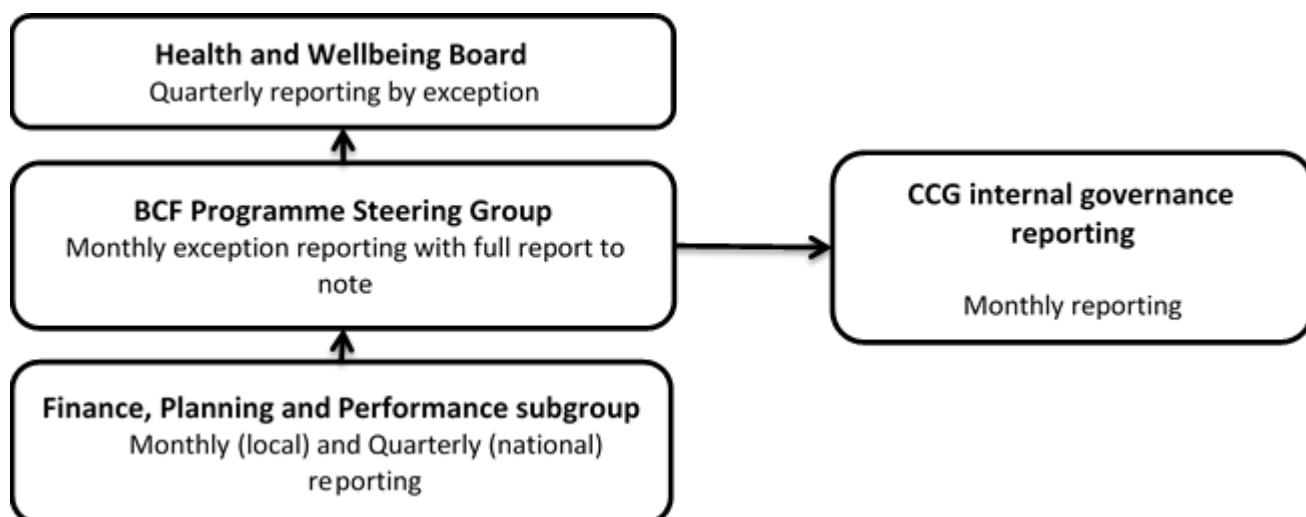 Health and Wellbeing Board
Quarterly reporting by exception
BCF Programme Steering Group
Monthly exception reporting with full report to
note
CCG internal governance
reporting
Monthly reporting
Finance, Planning and Performance subgroup
Monthly (local) and Quarterly (national)
reporting